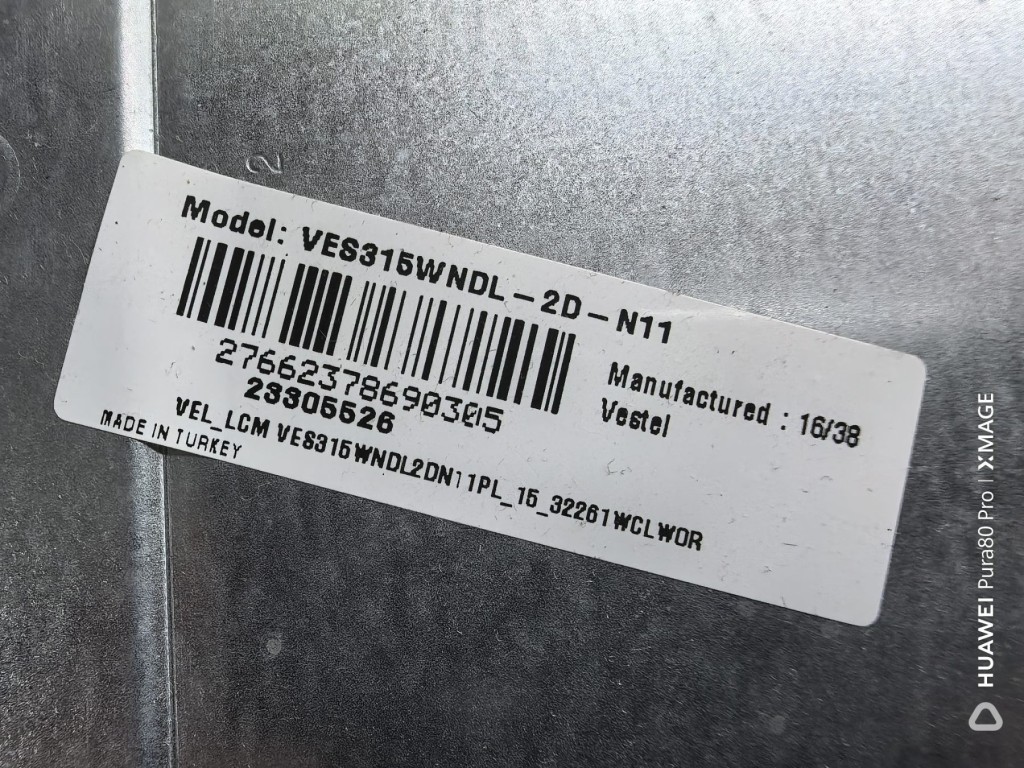 2
Model: VES315WNDL-2D-N11
27662378690305
23305526
Manufactured : 16/38
Vestel
VEL_LCM VES315WNDL2DN11PL_15_32261WCLWOR
MADE IN TURKEY
HUAWEI Pura80 Pro | XMAGE